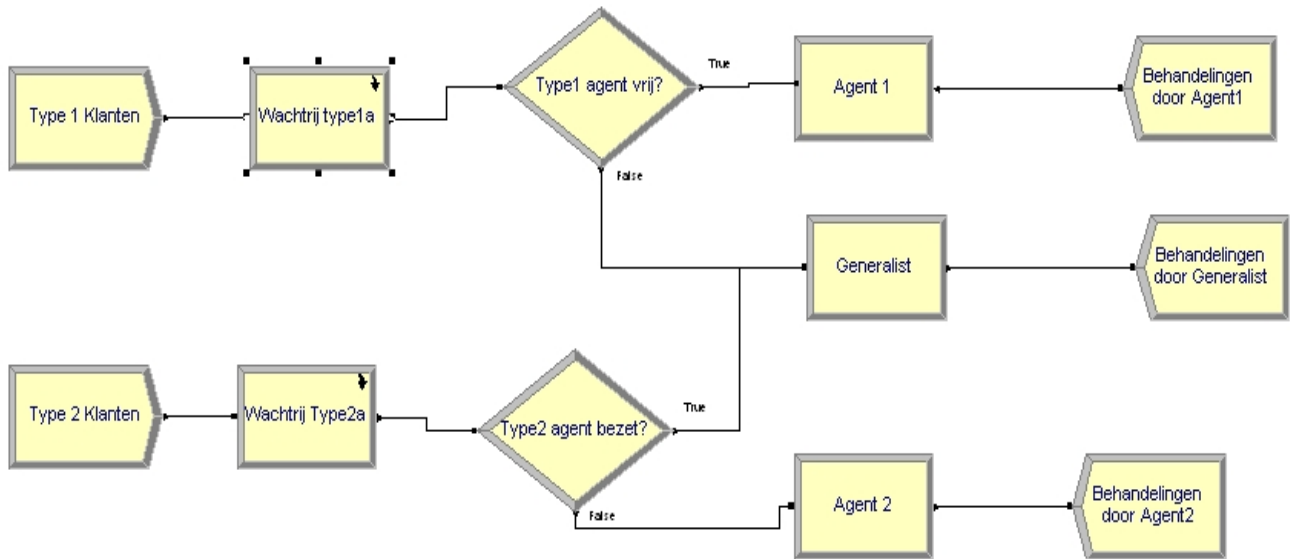 Type 1 Klanten
Wachtrij type1a
Type1 agent vrij?
True
False
Agent 1
Behandelingen
door Agent1
Generalist
Behandelingen
door Generalist
Type 2 Klanten
Wachtrij Type2a
Type2 agent bezet?
True
False
Agent 2
Behandelingen
door Agent2